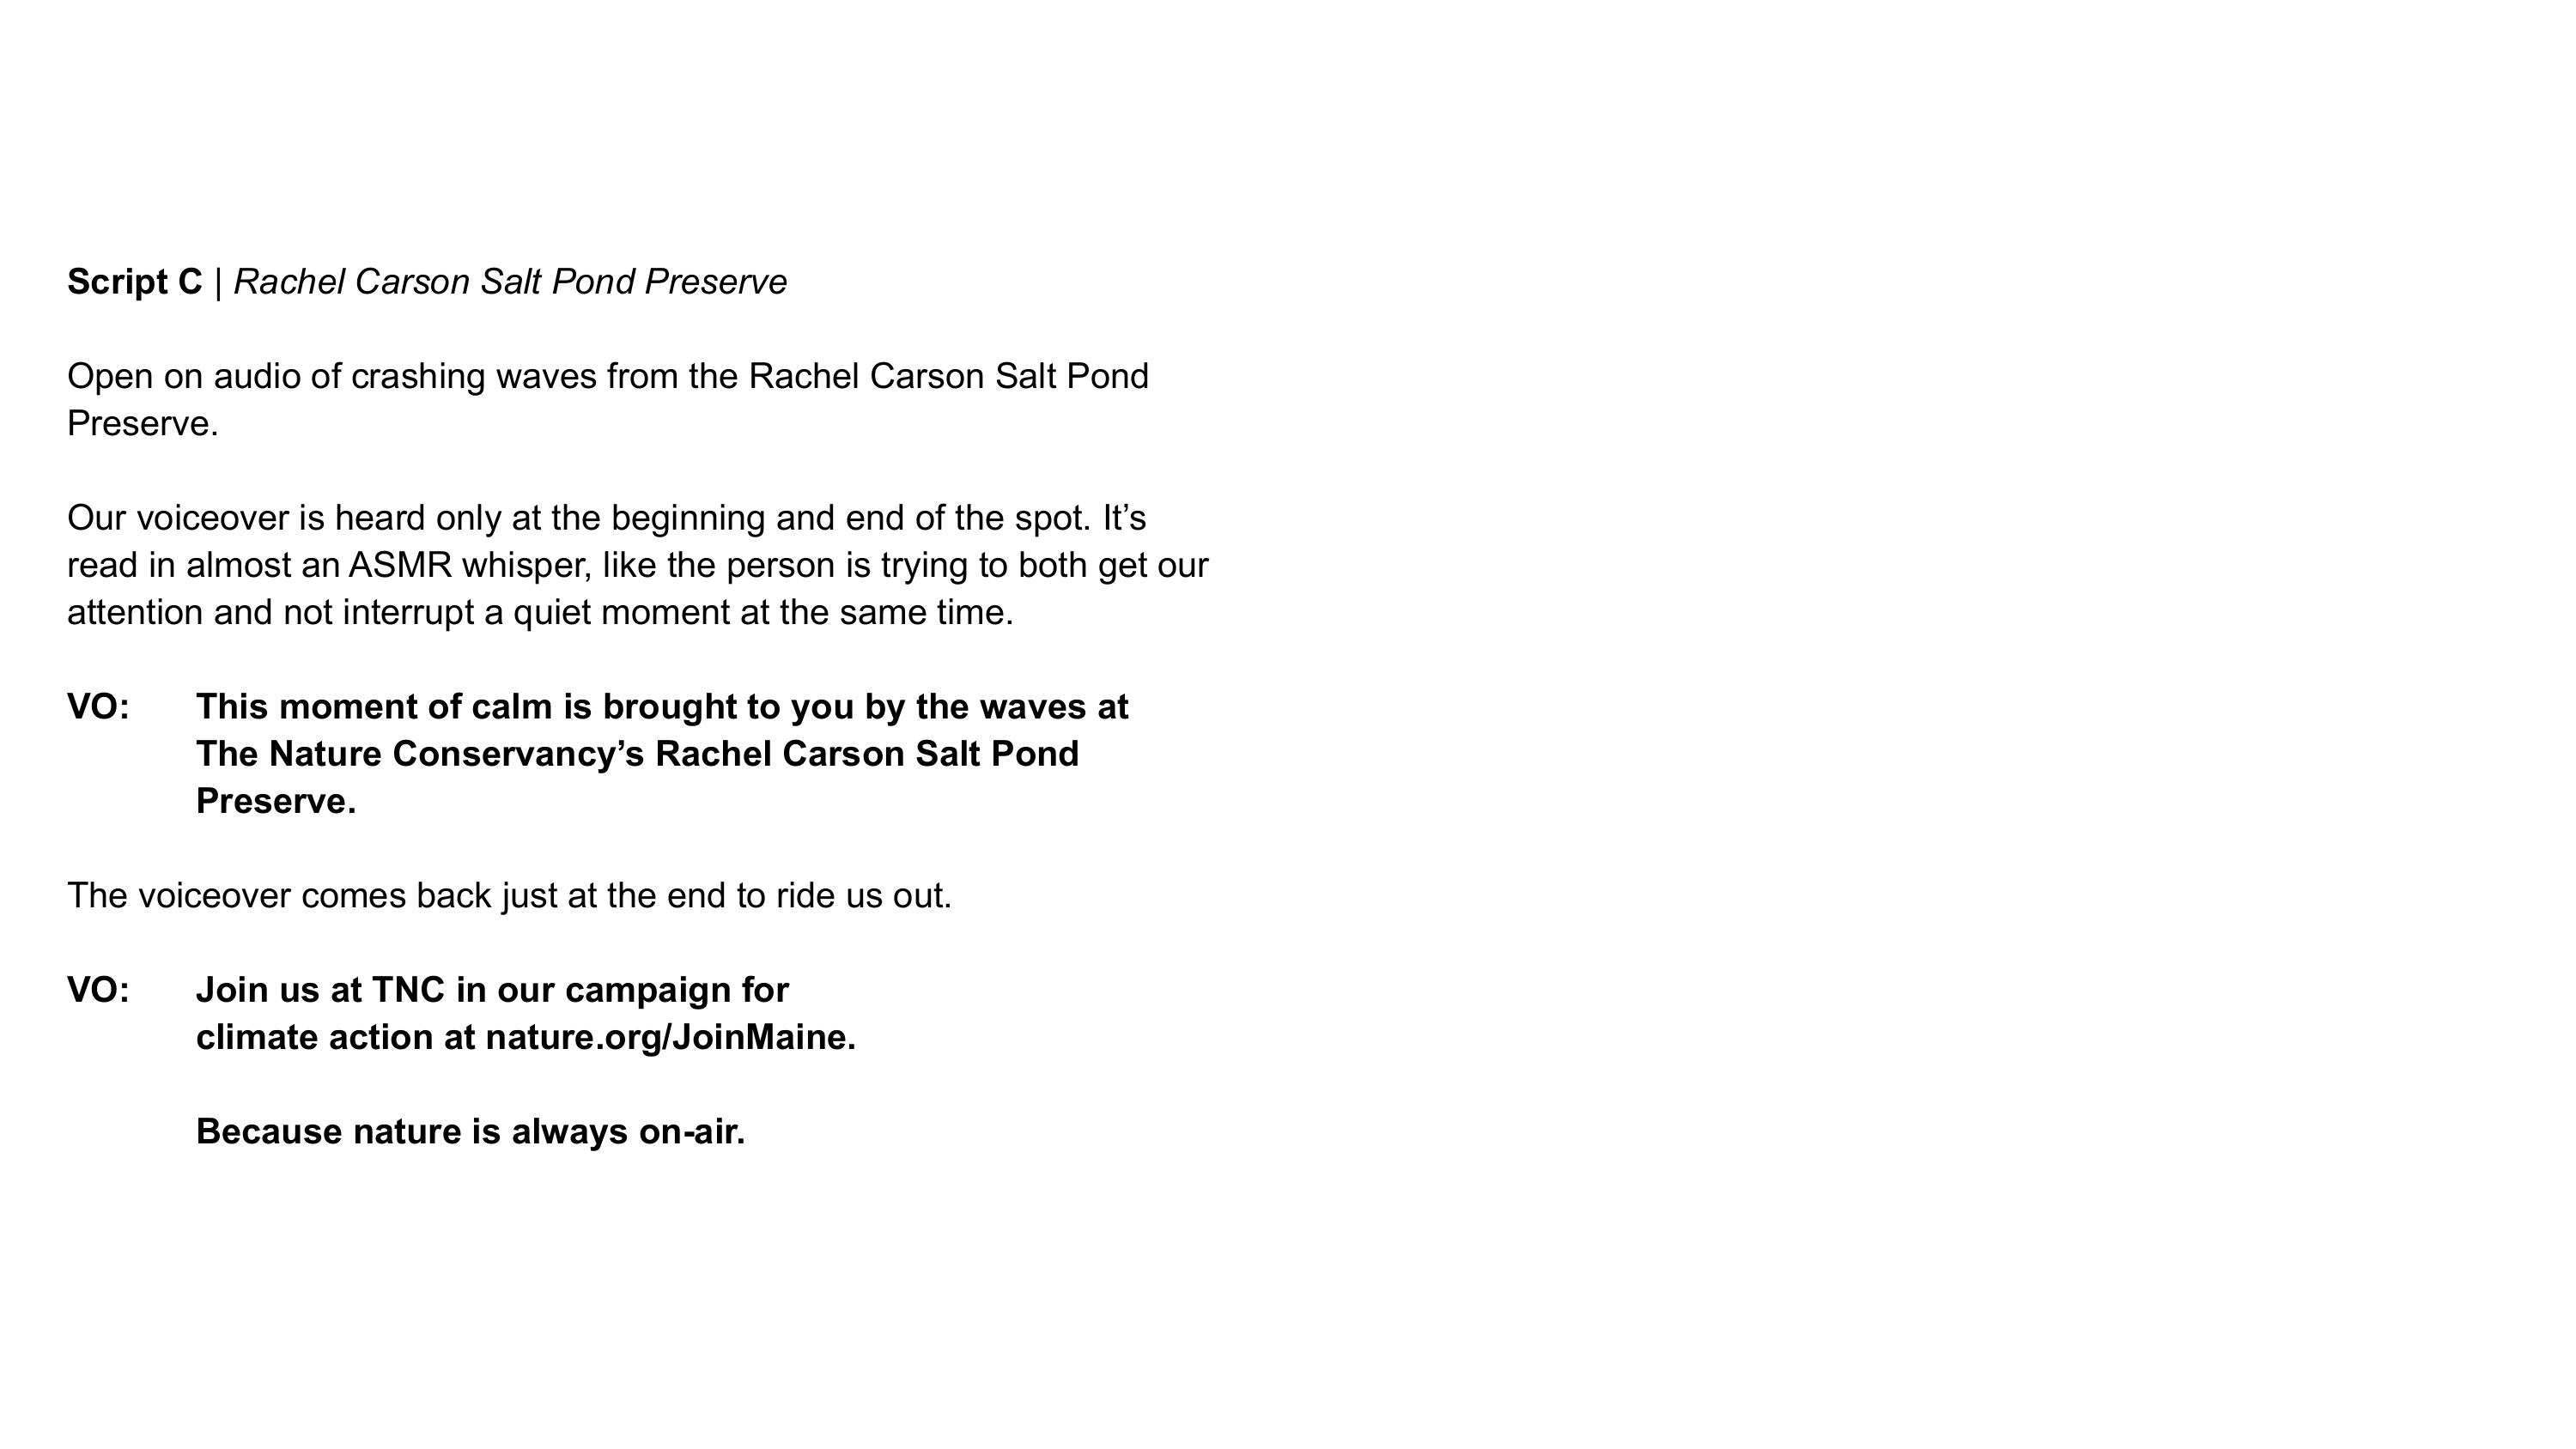 Script C | Rachel Carson Salt Pond Preserve
Open on audio of crashing waves from the Rachel Carson Salt Pond
Preserve.
Our voiceover is heard only at the beginning and end of the spot. It’s
read in almost an ASMR whisper, like the person is trying to both get our
attention and not interrupt a quiet moment at the same time.
VO: This moment of calm is brought to you by the waves at
The Nature Conservancy’s Rachel Carson Salt Pond
Preserve.
The voiceover comes back just at the end to ride us out.
VO: Join us at TNC in our campaign for
climate action at nature.org/JoinMaine.
Because nature is always on-air.